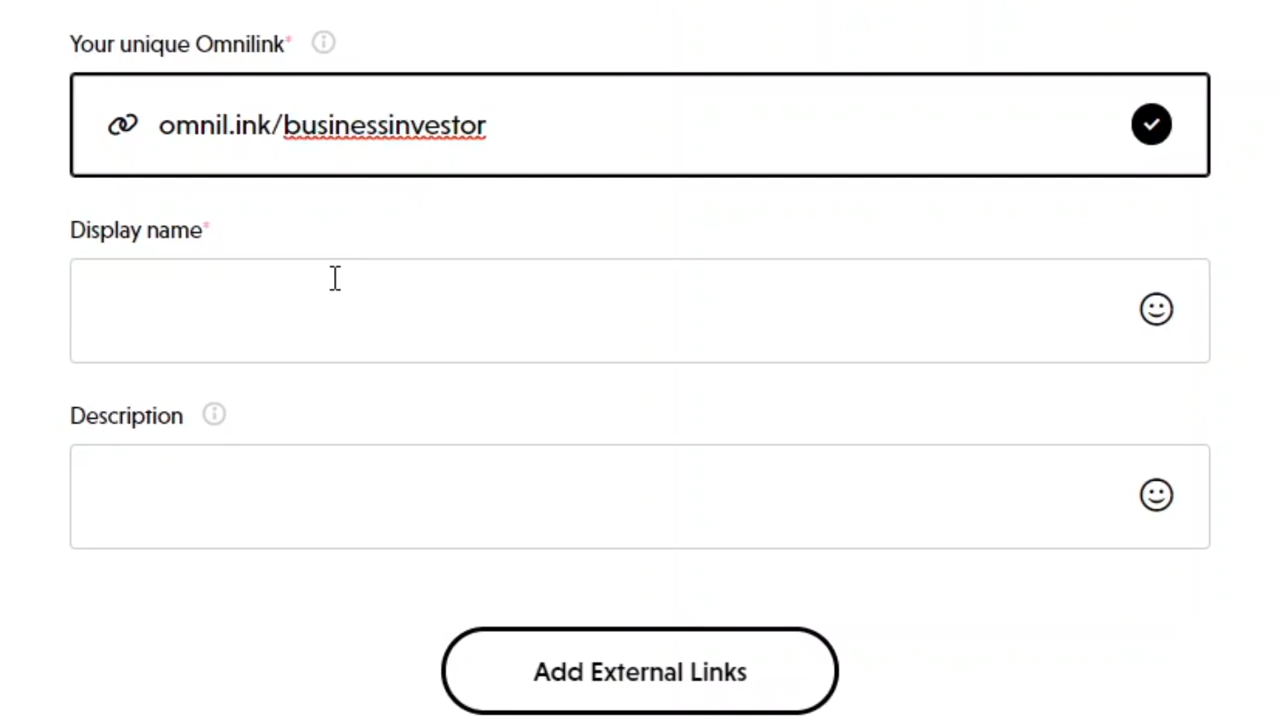 Your unique Omnilink*
omnil.ink/businessinvestor
Display name*
Description
Add External Links